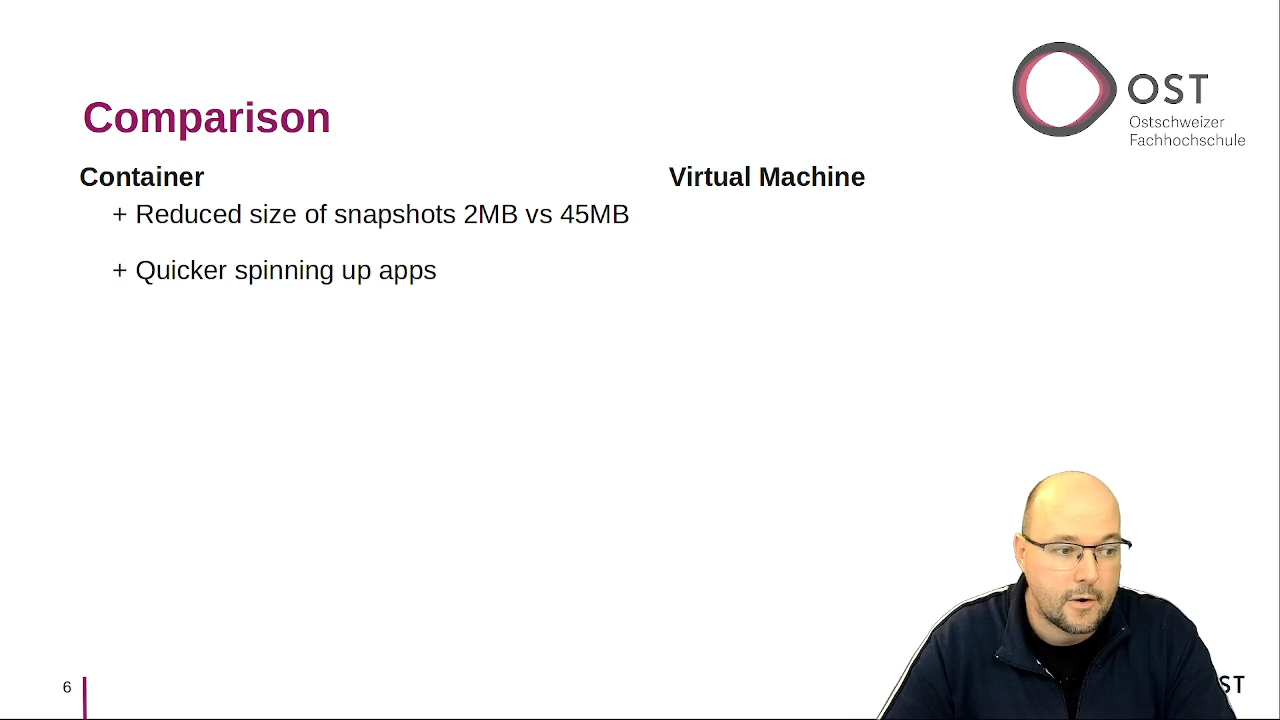 Comparison
OST
Ostschweizer
Fachhochschule
Container
+ Reduced size of snapshots 2MB vs 45MB
+ Quicker spinning up apps
Virtual Machine
6
ST